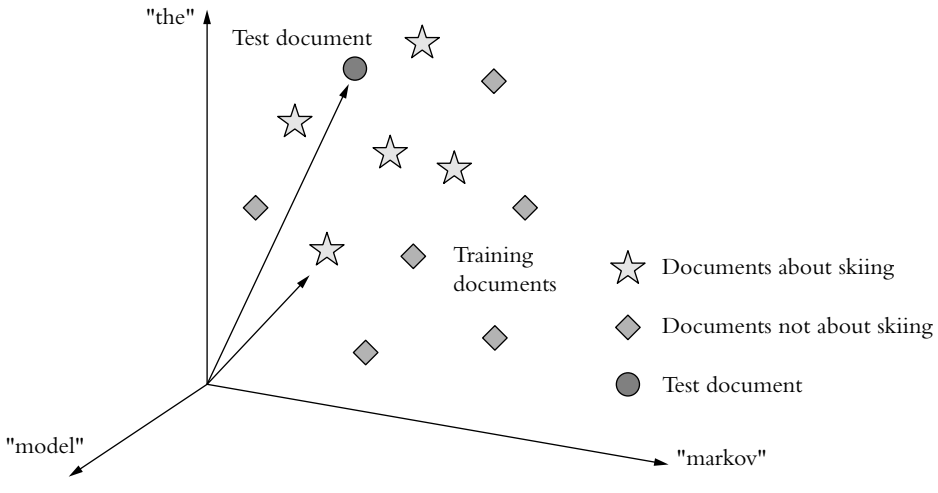 "the"
Test document
Training
documents
Documents about skiing
Documents not about skiing
Test document
"model"
"markov"